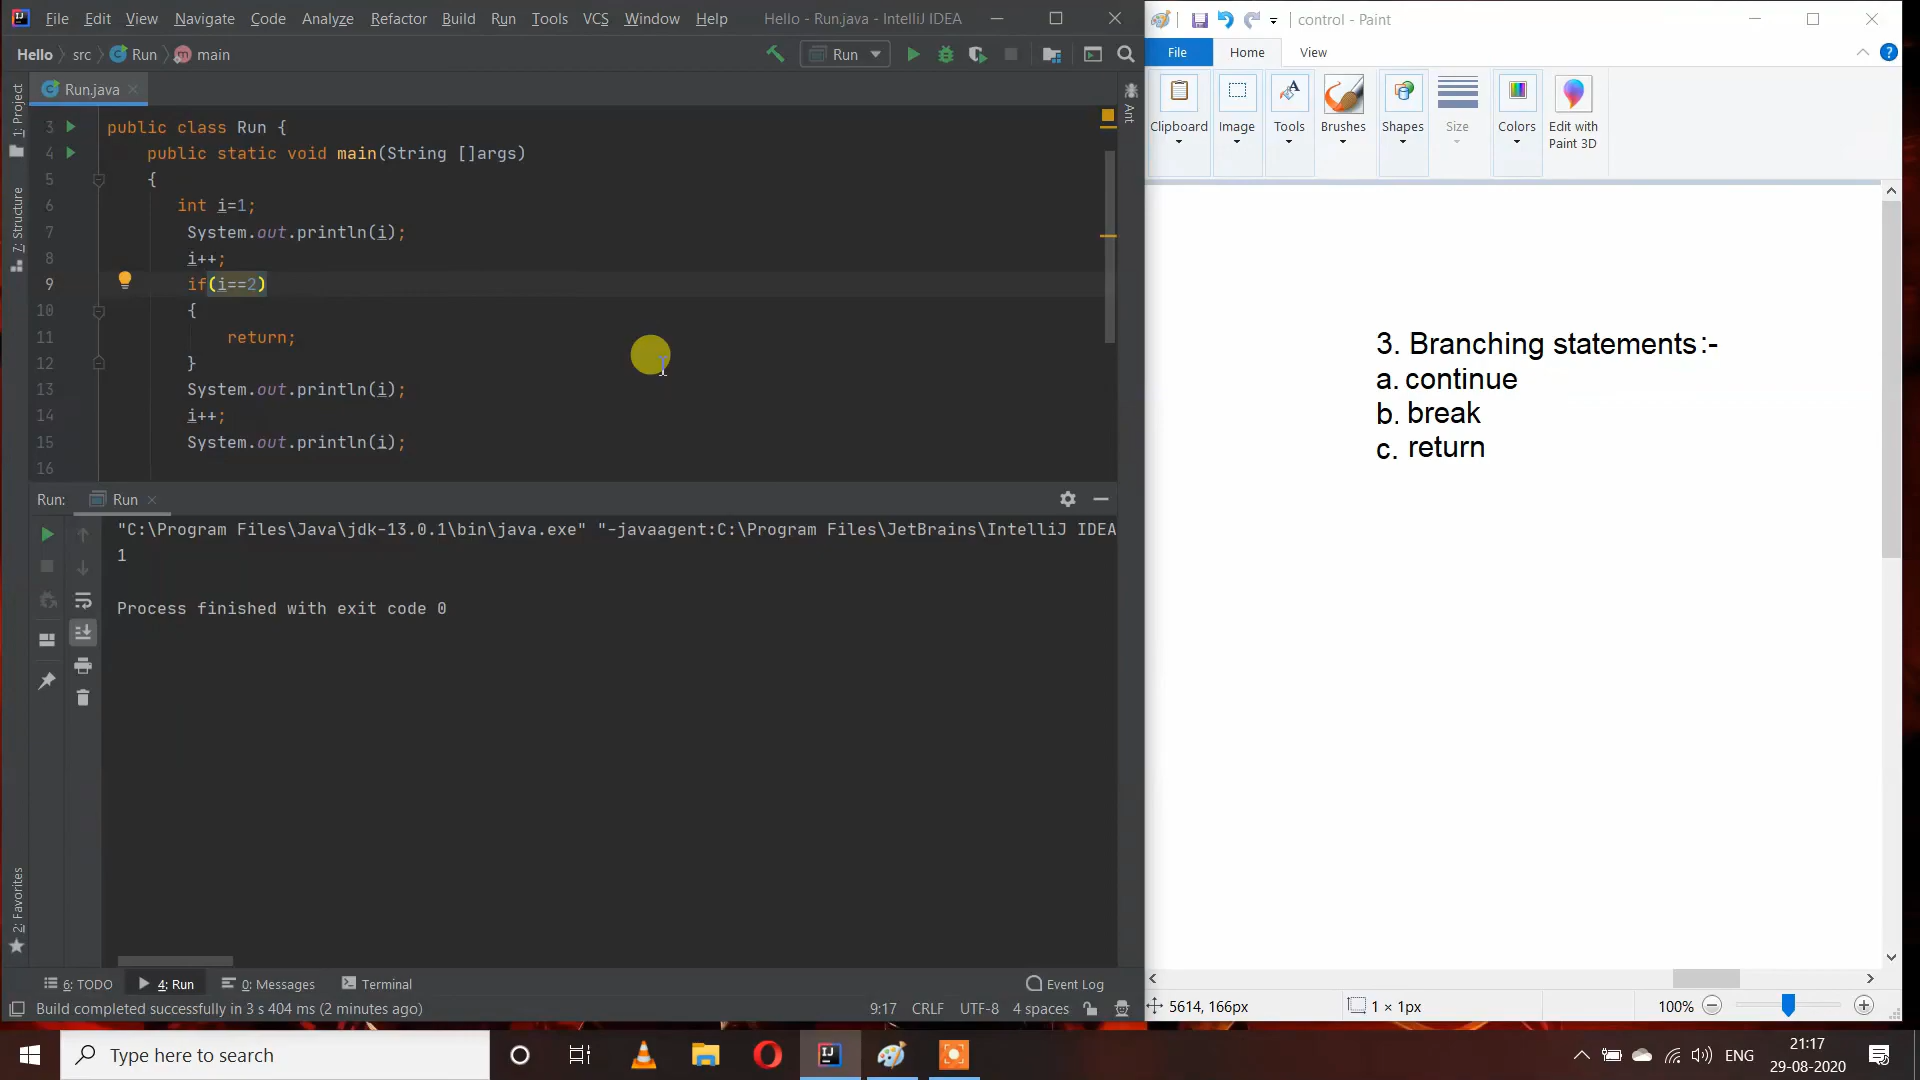 File Edit View Navigate Code Analyze Refactor Build Run Tools VCS Window Help Hello - Run.java - IntelliJ IDEA
Hello src Run main Run
Run.java
1: Project
7: Structure
2: Favorites
Ant
3 public class Run {
4 public static void main(String []args)
5 {
6 int i=1;
7 System.out.println(i);
8 i++;
9 if(i==2)
10 {
11 return;
12 }
13 System.out.println(i);
14 i++;
15 System.out.println(i);
16
Run: Run
"C:\Program Files\Java\jdk-13.0.1\bin\java.exe" "-javaagent:C:\Program Files\JetBrains\IntelliJ IDEA
1
Process finished with exit code 0
6: TODO 4: Run 0: Messages Terminal Event Log
Build completed successfully in 3 s 404 ms (2 minutes ago) 9:17 CRLF UTF-8 4 spaces
control - Paint
File Home View
Clipboard Image Tools Brushes Shapes Size Colors Edit with
Paint 3D
3. Branching statements:-
a. continue
b. break
c. return
5614, 166px 1 × 1px 100%
Type here to search
ENG
21:17
29-08-2020